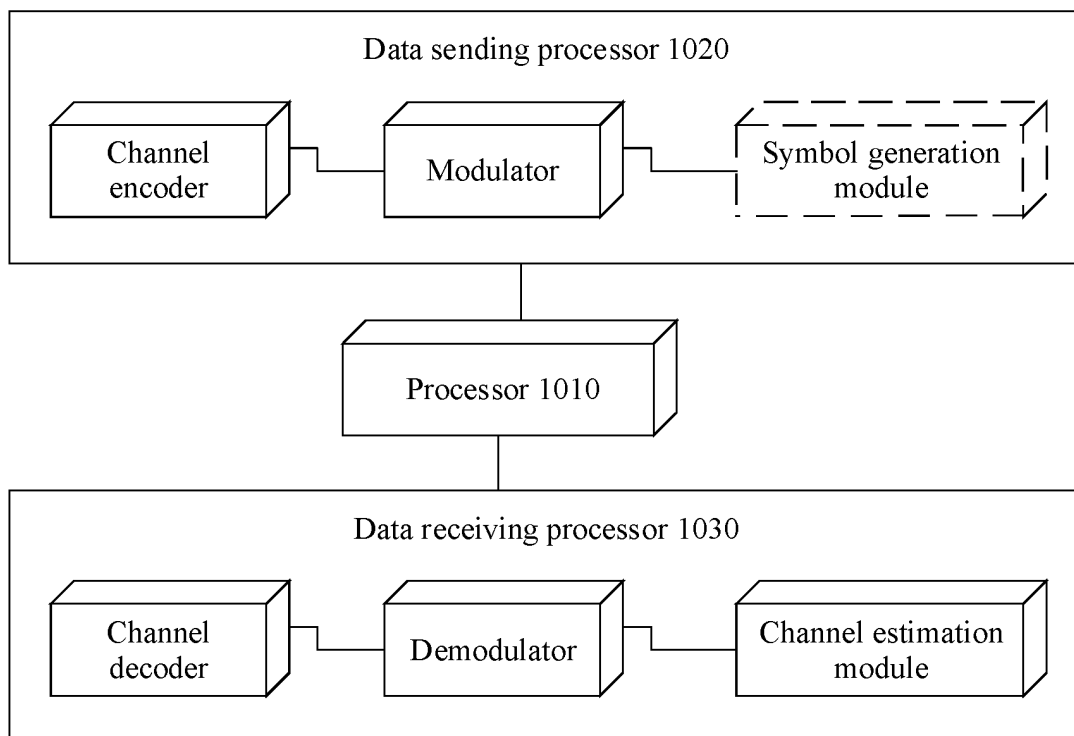 Data sending processor 1020
Channel
encoder
Modulator
Symbol generation
module
Processor 1010
Data receiving processor 1030
Channel
decoder
Demodulator
Channel estimation
module